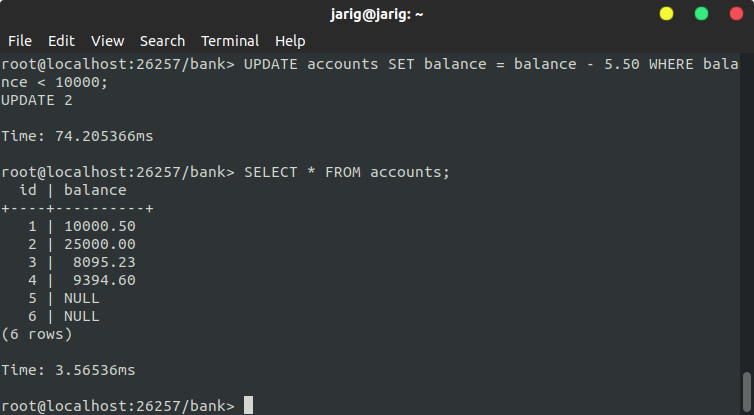 jarig@jarig: ~
File Edit View Search Terminal Help
root@localhost:26257/bank> UPDATE accounts SET balance = balance - 5.50 WHERE bala
nce < 10000;
UPDATE 2
Time: 74.205366ms
root@localhost:26257/bank> SELECT * FROM accounts;
  id | balance
+----+----------+
   1 | 10000.50
   2 | 25000.00
   3 |  8095.23
   4 |  9394.60
   5 | NULL
   6 | NULL
(6 rows)
Time: 3.56536ms
root@localhost:26257/bank>